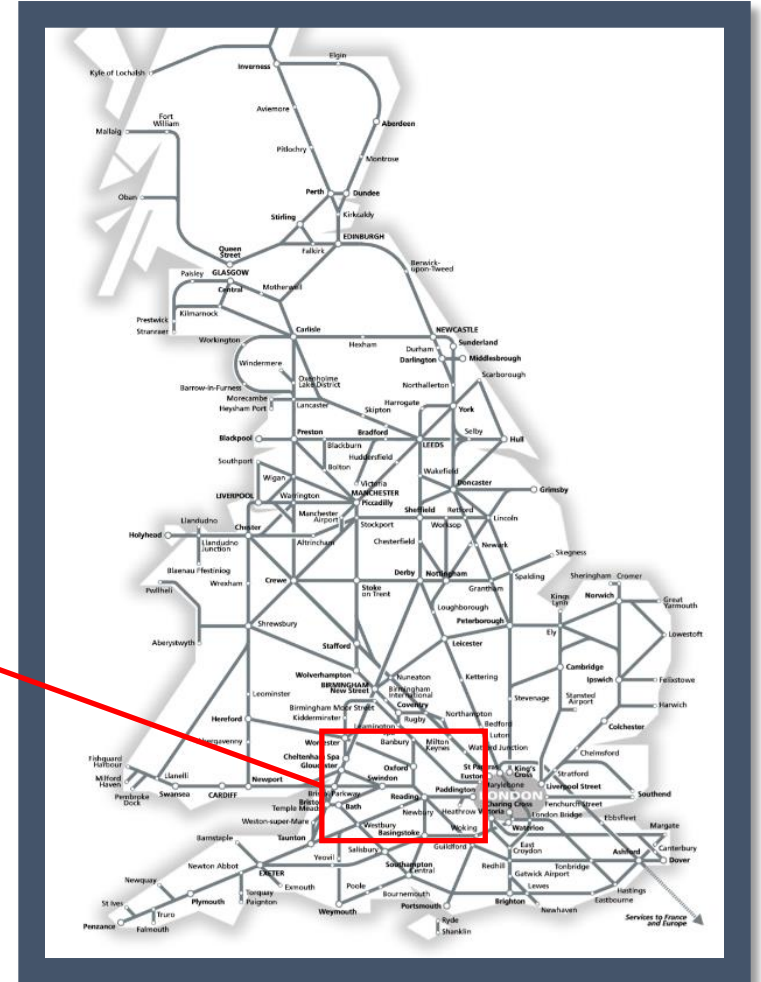 Elgin
Inverness
Kyle of Lochalsh
Aviemore
Fort
William
Aberdeen
Mallaig
Pitlochry
Montrose
Perth
Dundee
Oban
Stirling
Kirkcaldy
EDINBURGH
Queen
Street
Falkirk
Berwick-
upon-Tweed
Paisley
GLASGOW
Central
Motherwell
Prestwick
Kilmarnock
Stranraer
Carlisle
NEWCASTLE
Workington
Hexham
Sunderland
Durham
Darlington
Middlesbrough
Windermere
Scarborough
Oxenholme
Lake District
Barrow-in-Furness
Northallerton
Morecambe
Lancaster
Harrogate
Heysham Port
Skipton
York
Blackpool
Preston
Bradford
Selby
Hull
Blackburn
LEEDS
Southport
Huddersfield
Bolton
Wakefield
Wigan
Victoria
Doncaster
LIVERPOOL
Warrington
MANCHESTER
Piccadilly
Grimsby
Sheffield
Retford
Llandudno
Manchester
Airport
Lincoln
Chester
Stockport
Worksop
Holyhead
Llandudno
Junction
Altrincham
Chesterfield
Newark
Skegness
Blaenau Ffestiniog
Crewe
Derby
Nottingham
Spalding
Sheringham
Cromer
Pwllheli
Wrexham
Stoke
on Trent
Grantham
Kings
Lynn
Norwich
Great
Yarmouth
Loughborough
Shrewsbury
Peterborough
Ely
Lowestoft
Aberystwyth
Stafford
Leicester
Wolverhampton
Cambridge
BIRMINGHAM
New Street
Nuneaton
Kettering
Ipswich
Felixstowe
Leominster
Birmingham
International
Stansted
Airport
Birmingham Moor Street
Coventry
Stevenage
Harwich
Kidderminster
Rugby
Northampton
Hereford
Leamington
Spa
Bedford
Colchester
Abergavenny
Worcester
Banbury
Milton
Keynes
Luton
Watford Junction
Chelmsford
Fishguard
Harbour
Cheltenham Spa
Gloucester
Oxford
St Pancras
King's
Cross
Stratford
Milford
Haven
Llanelli
Newport
Swindon
Euston
Marylebone
Liverpool Street
Pembroke
Dock
Swansea
CARDIFF
Bristol Parkway
Reading
Paddington
LONDON
Southend
Bristol
Temple Meads
Bath
Newbury
Heathrow
Victoria
Charing Cross
Fenchurch Street
London Bridge
Ebbsfleet
Weston-super-Mare
Westbury
Basingstoke
Woking
Waterloo
Margate
Barnstaple
Taunton
Salisbury
Guildford
East
Croydon
Canterbury
Yeovil
Southampton
Central
Redhill
Tonbridge
Ashford
Dover
Newton Abbot
EXETER
Gatwick Airport
Newquay
Exmouth
Poole
Lewes
Hastings
Torquay
Bournemouth
Eastbourne
St Ives
Plymouth
Paignton
Portsmouth
Brighton
Newhaven
Truro
Weymouth
Ryde
Services to France
and Europe
Penzance
Falmouth
Shanklin